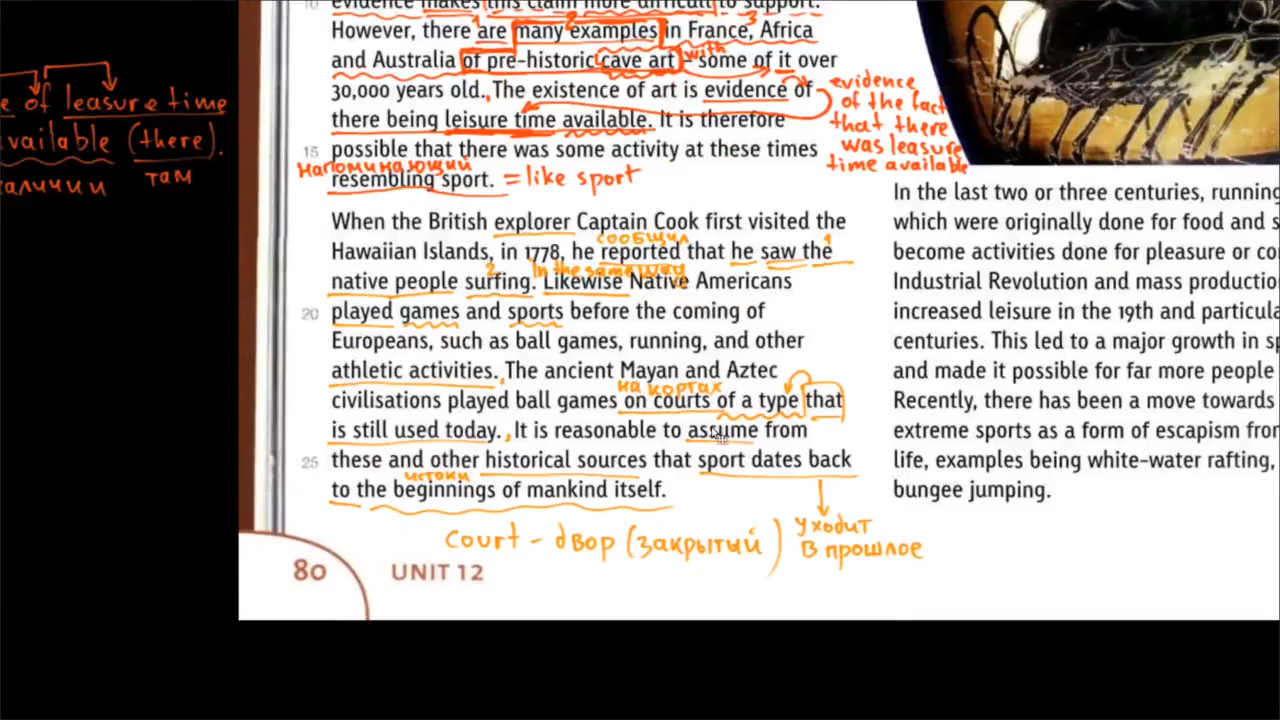 evidence makes this claim more difficult to support.
However, there are many examples in France, Africa
and Australia of pre-historic cave art – some of it over
30,000 years old. The existence of art is evidence of
there being leisure time available. It is therefore
15 possible that there was some activity at these times
resembling sport. = like sport
1 2 3
with
evidence
of the fact
that there
was leasure
time available
напоминающий
When the British explorer Captain Cook first visited the
Hawaiian Islands, in 1778, he reported that he saw the
native people surfing. Likewise Native Americans
20 played games and sports before the coming of
Europeans, such as ball games, running, and other
athletic activities. The ancient Mayan and Aztec
civilisations played ball games on courts of a type that
is still used today. It is reasonable to assume from
25 these and other historical sources that sport dates back
to the beginnings of mankind itself.
сообщил
1
2
In the same way
на кортах
истоки
court – двор (закрытый)
уходит
в прошлое
80 UNIT 12
of leasure time
vailable (there).
аличии там
In the last two or three centuries, running
which were originally done for food and s
become activities done for pleasure or co
Industrial Revolution and mass productio
increased leisure in the 19th and particula
centuries. This led to a major growth in sp
and made it possible for far more people
Recently, there has been a move towards
extreme sports as a form of escapism fror
life, examples being white-water rafting,
bungee jumping.